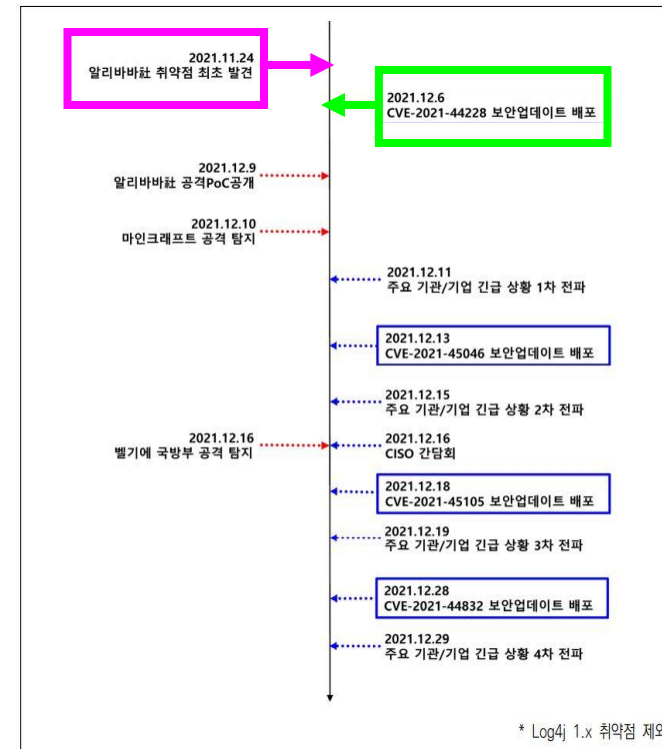 2021.11.24
알리바바社 취약점 최초 발견
2021.12.6
CVE-2021-44228 보안업데이트 배포
2021.12.9
알리바바社 공격PoC공개
2021.12.10
마인크래프트 공격 탐지
2021.12.11
주요 기관/기업 긴급 상황 1차 전파
2021.12.13
CVE-2021-45046 보안업데이트 배포
2021.12.15
주요 기관/기업 긴급 상황 2차 전파
2021.12.16
벨기에 국방부 공격 탐지
2021.12.16
CISO 간담회
2021.12.18
CVE-2021-45105 보안업데이트 배포
2021.12.19
주요 기관/기업 긴급 상황 3차 전파
2021.12.28
CVE-2021-44832 보안업데이트 배포
2021.12.29
주요 기관/기업 긴급 상황 4차 전파
* Log4j 1.x 취약점 제외